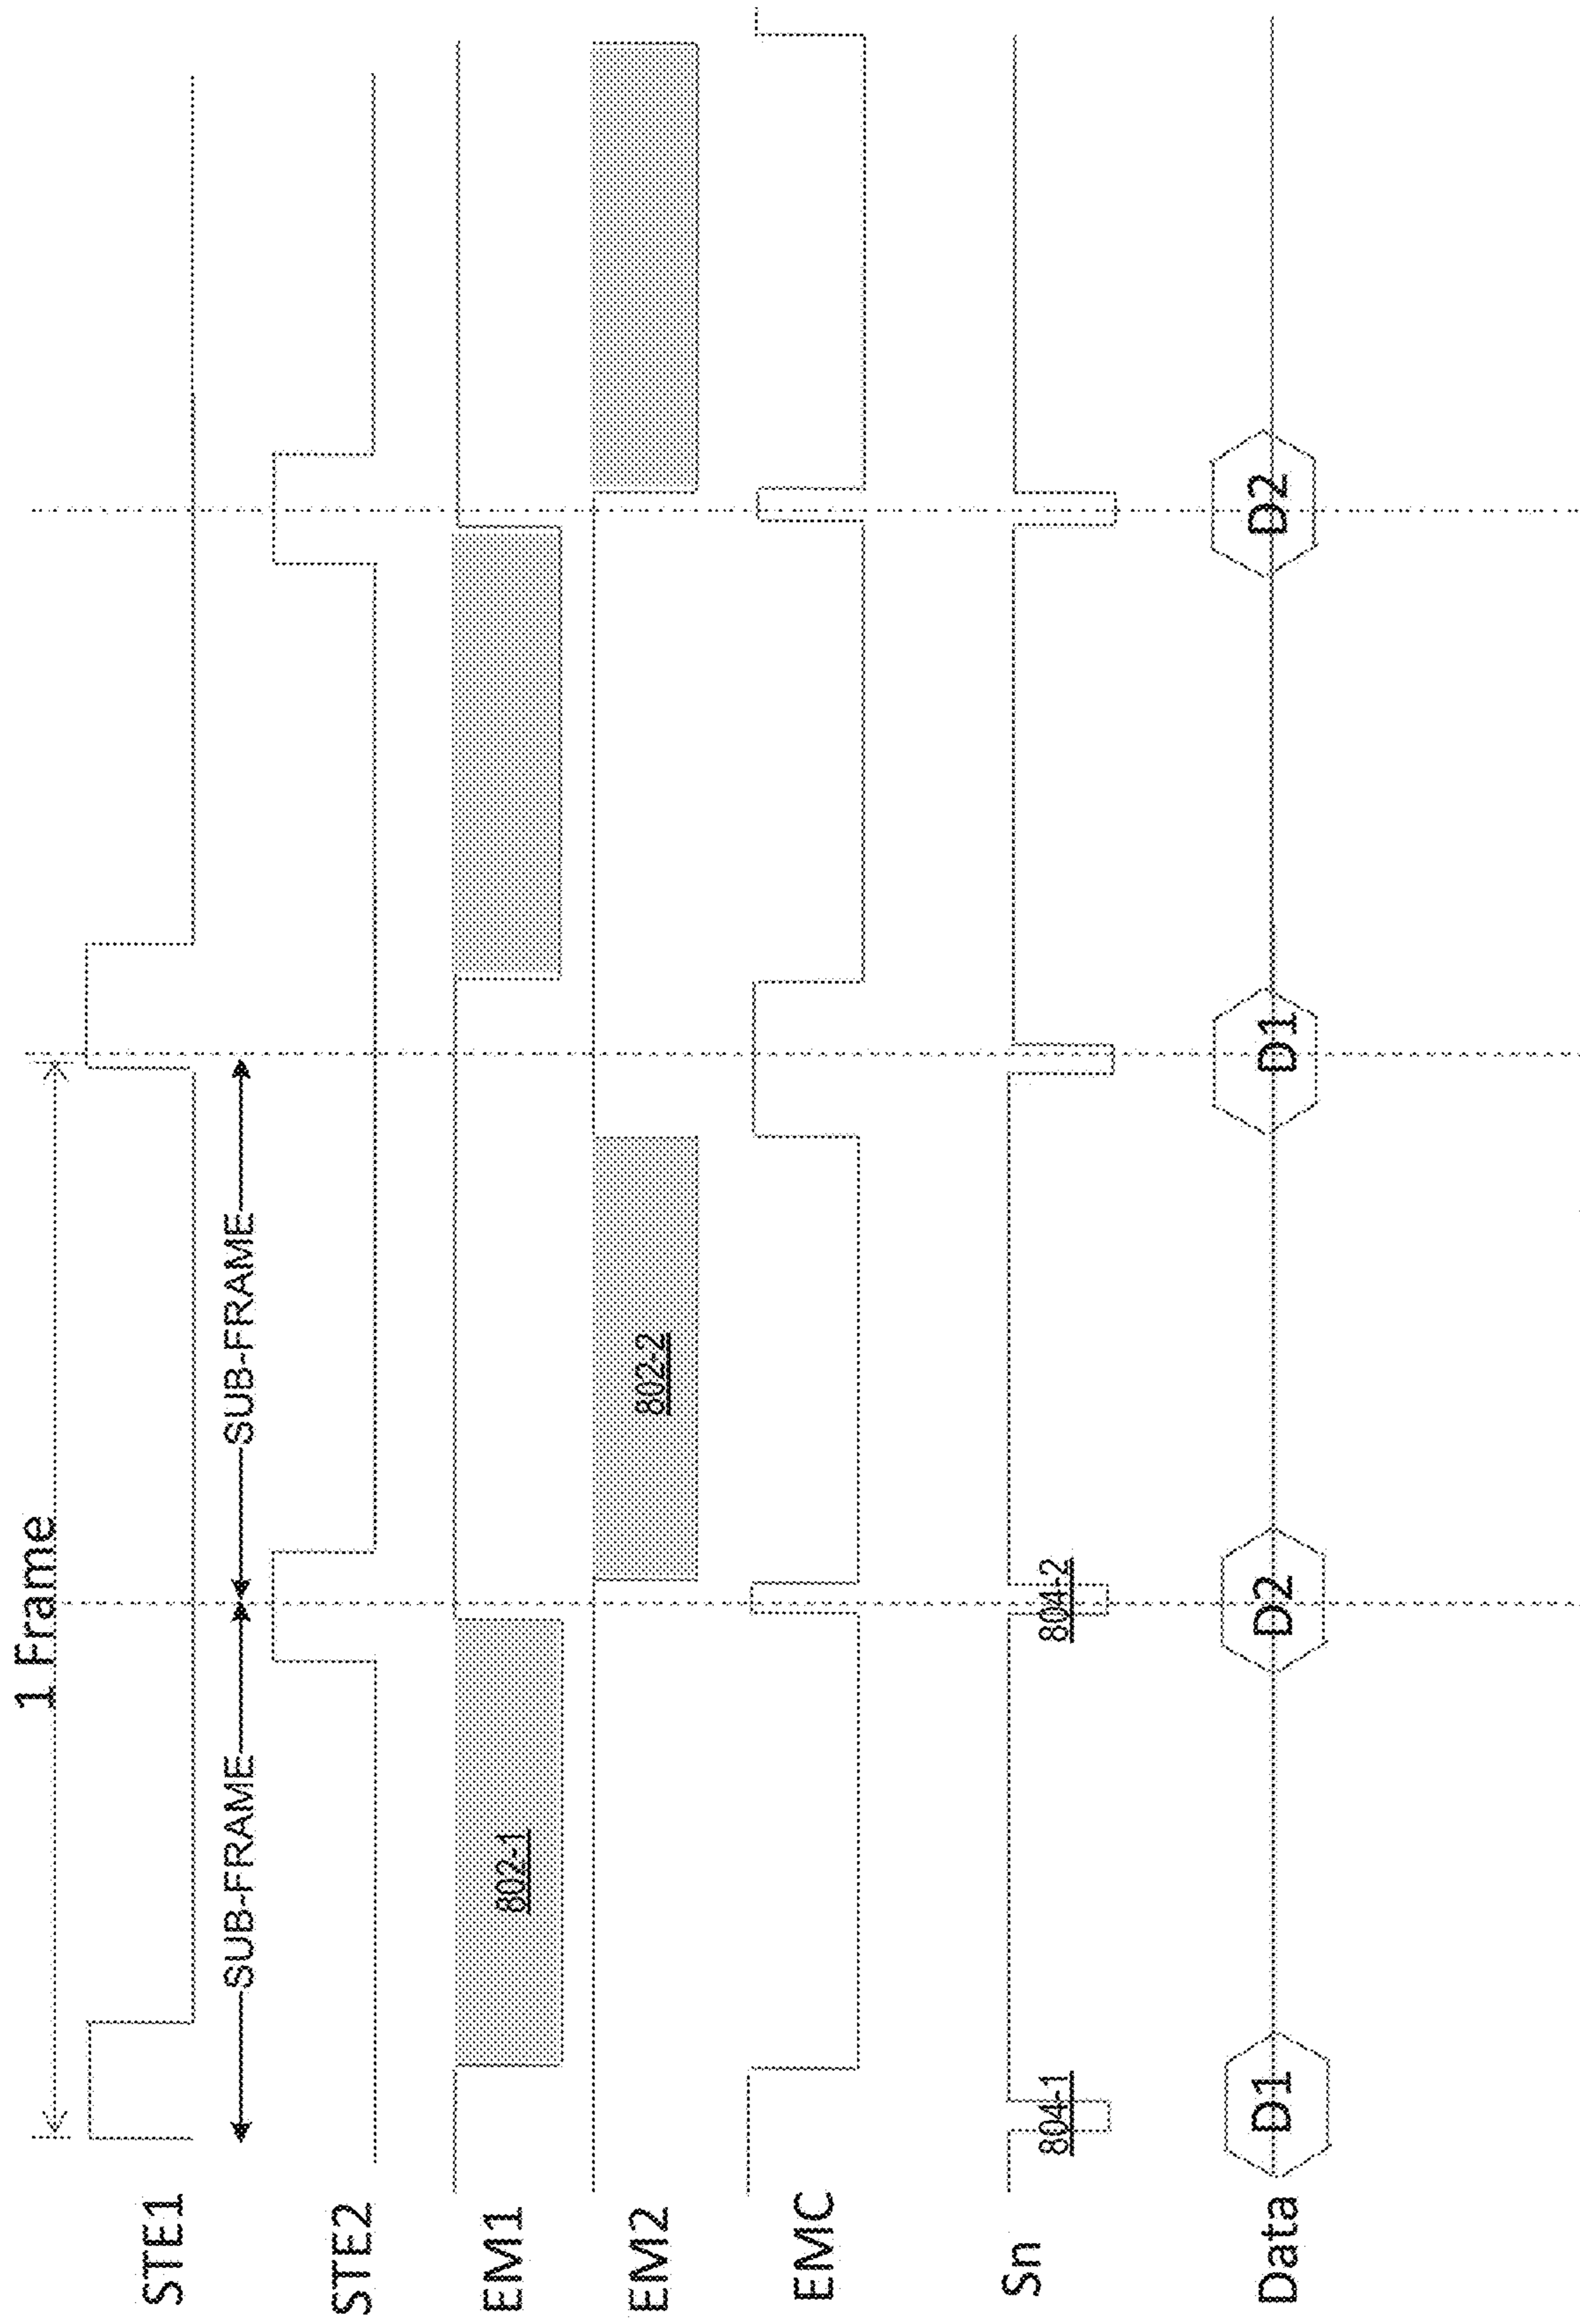 1 Frame
STE1
SUB-FRAME SUB-FRAME
STE2
EM1
802-1
EM2
802-2
EMC
Sn
804-1 804-2
Data
D1 D2 D1 D2